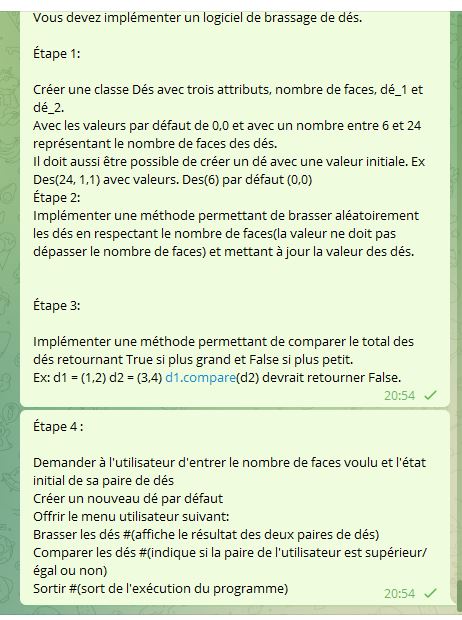 Vous devez implémenter un logiciel de brassage de dés.
Étape 1:
Créer une classe Dés avec trois attributs, nombre de faces, dé_1 et
dé_2.
Avec les valeurs par défaut de 0,0 et avec un nombre entre 6 et 24
représentant le nombre de faces des dés.
Il doit aussi être possible de créer un dé avec une valeur initiale. Ex
Des(24, 1,1) avec valeurs. Des(6) par défaut (0,0)
Étape 2:
Implémenter une méthode permettant de brasser aléatoirement
les dés en respectant le nombre de faces(la valeur ne doit pas
dépasser le nombre de faces) et mettant à jour la valeur des dés.
Étape 3:
Implémenter une méthode permettant de comparer le total des
dés retournant True si plus grand et False si plus petit.
Ex: d1 = (1,2) d2 = (3,4) d1.compare(d2) devrait retourner False.
20:54
Étape 4 :
Demander à l'utilisateur d'entrer le nombre de faces voulu et l'état
initial de sa paire de dés
Créer un nouveau dé par défaut
Offrir le menu utilisateur suivant:
Brasser les dés #(affiche le résultat des deux paires de dés)
Comparer les dés #(indique si la paire de l'utilisateur est supérieur/
égal ou non)
Sortir #(sort de l'exécution du programme)
20:54